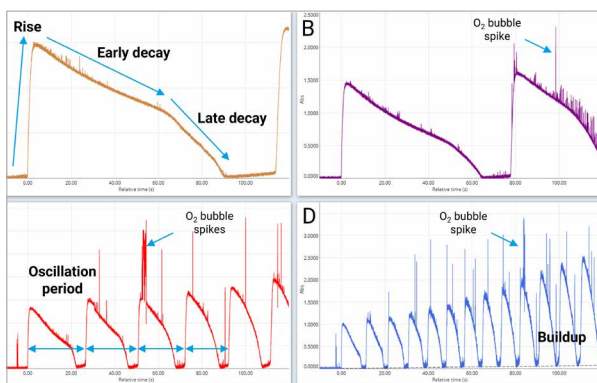 Rise
Early decay
Late decay
0.00 20.00 40.00 60.00 80.00 100.00
Relative time (s)
B
O₂ bubble
spike
2.5000
2.0000
1.5000
Abs
1.0000
0.5000
0.0000
0.00 20.00 40.00 60.00 80.00 100.00
Relative time (s)
O₂ bubble
spikes
Oscillation
period
0.00 20.00 40.00 60.00 80.00 100.00
Relative time (s)
D
O₂ bubble
spike
3.5000
3.0000
2.5000
2.0000
Abs
1.5000
1.0000
0.5000
0.0000
Buildup
0.00 20.00 40.00 60.00 80.00 100.00
Relative time (s)